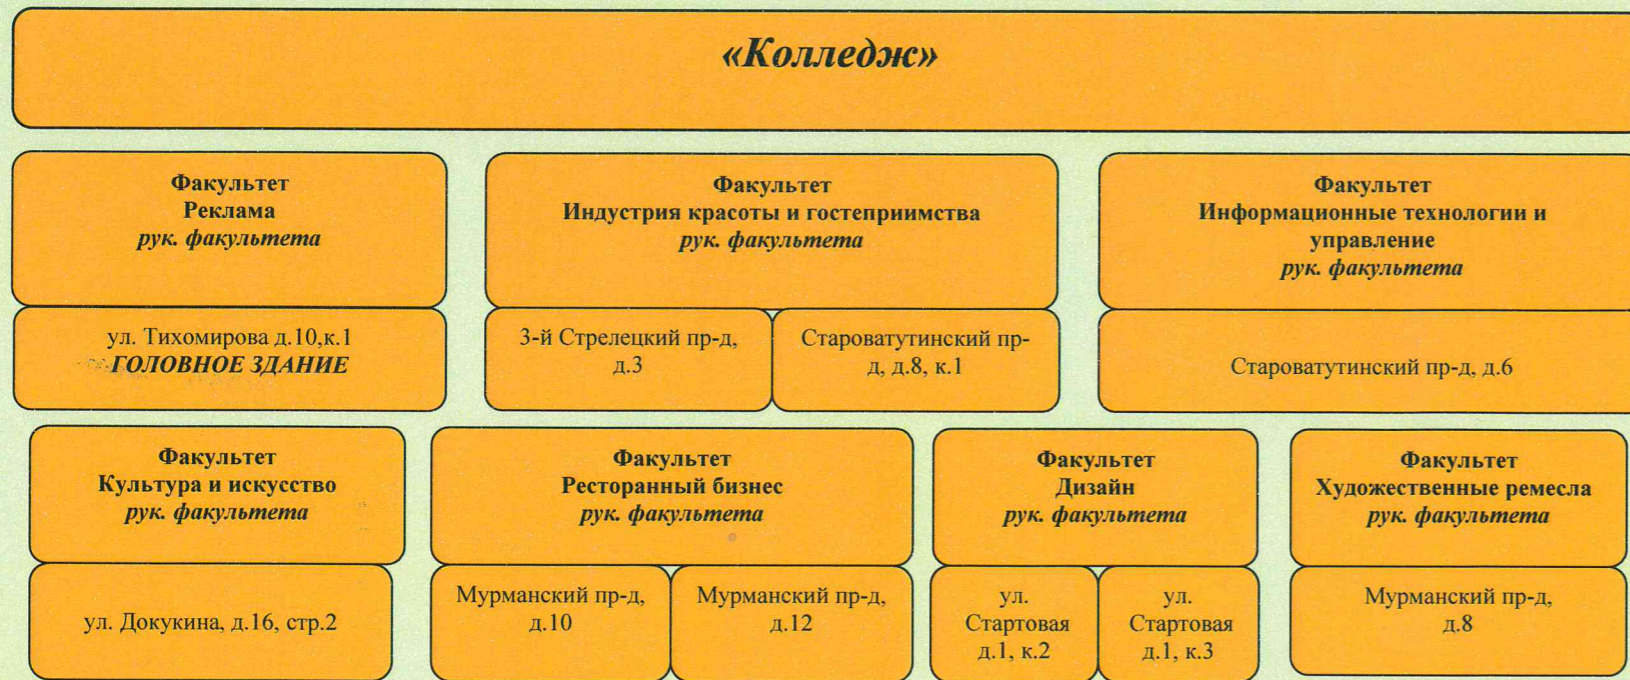 «Колледж»
Факультет
Реклама
рук. факультета
Факультет
Индустрия красоты и гостеприимства
рук. факультета
Факультет
Информационные технологии и
управление
рук. факультета
ул. Тихомирова д.10,к.1
ГОЛОВНОЕ ЗДАНИЕ
3-й Стрелецкий пр-д,
д.3
Староватутинский пр-
д, д.8, к.1
Староватутинский пр-д, д.6
Факультет
Культура и искусство
рук. факультета
Факультет
Ресторанный бизнес
рук. факультета
Факультет
Дизайн
рук. факультета
Факультет
Художественные ремесла
рук. факультета
ул. Докукина, д.16, стр.2
Мурманский пр-д,
д.10
Мурманский пр-д,
д.12
ул.
Стартовая
д.1, к.2
ул.
Стартовая
д.1, к.3
Мурманский пр-д,
д.8